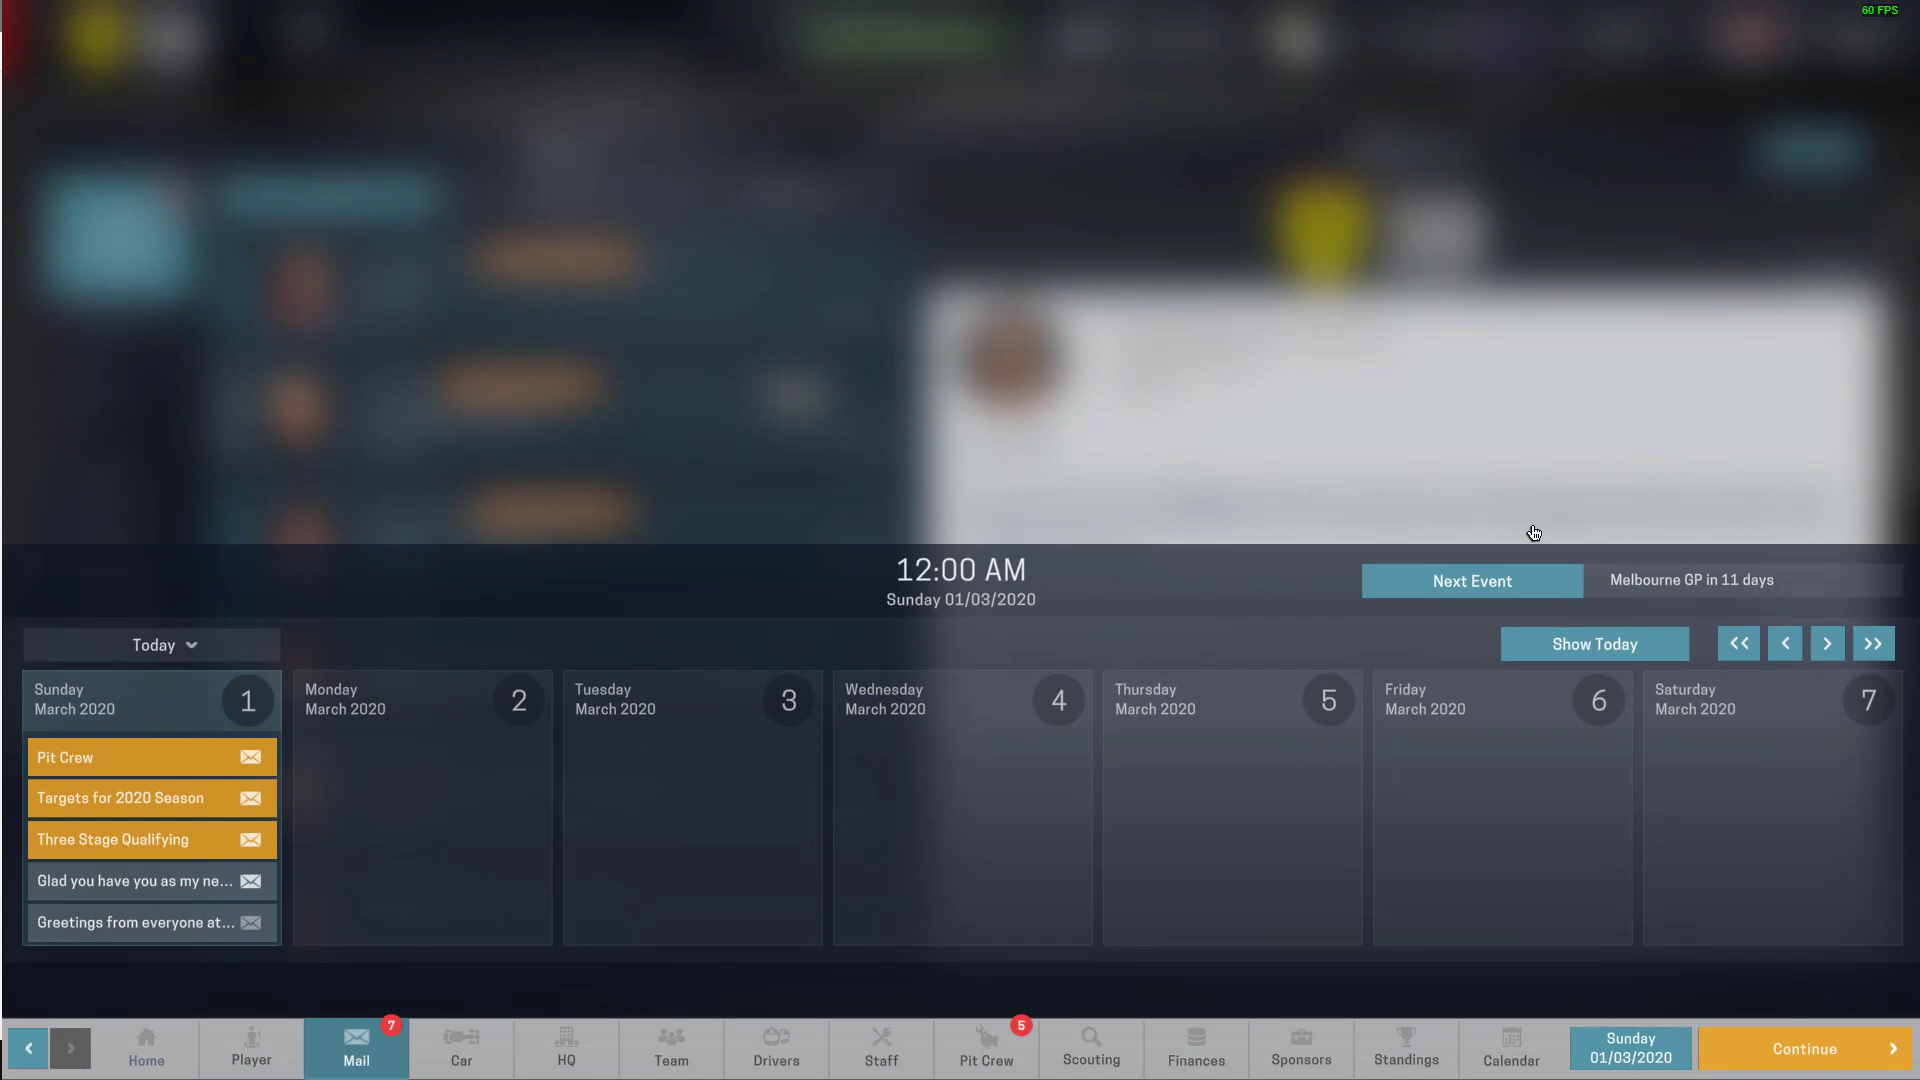 60 FPS
12:00 AM
Sunday 01/03/2020
Next Event
Melbourne GP in 11 days
Today
Show Today
Sunday
March 2020
1
Monday
March 2020
2
Tuesday
March 2020
3
Wednesday
March 2020
4
Thursday
March 2020
5
Friday
March 2020
6
Saturday
March 2020
7
Pit Crew
Targets for 2020 Season
Three Stage Qualifying
Glad you have you as my ne...
Greetings from everyone at...
Home
Player
7
Mail
Car
HQ
Team
Drivers
Staff
5
Pit Crew
Scouting
Finances
Sponsors
Standings
Calendar
Sunday
01/03/2020
Continue